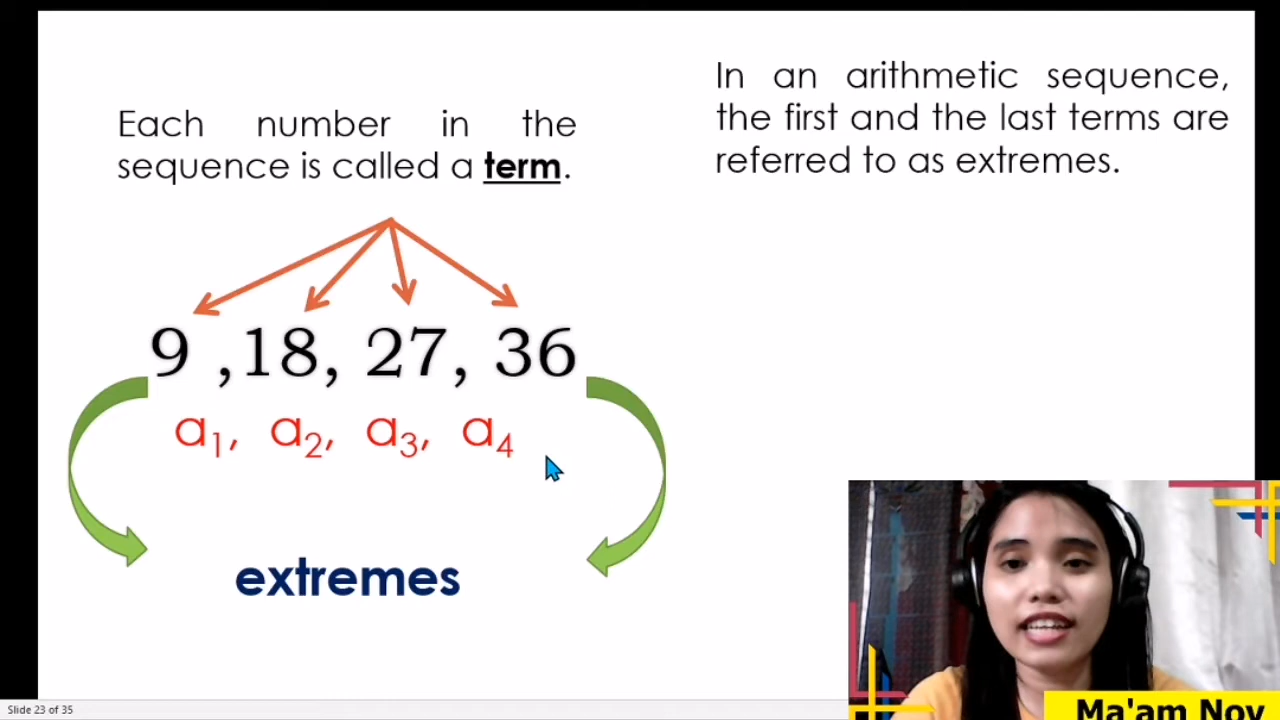 Each number in the
sequence is called a term.
In an arithmetic sequence,
the first and the last terms are
referred to as extremes.
9 ,18, 27, 36
a₁, a₂, a₃, a₄
extremes
Slide 23 of 35
Ma'am Nov